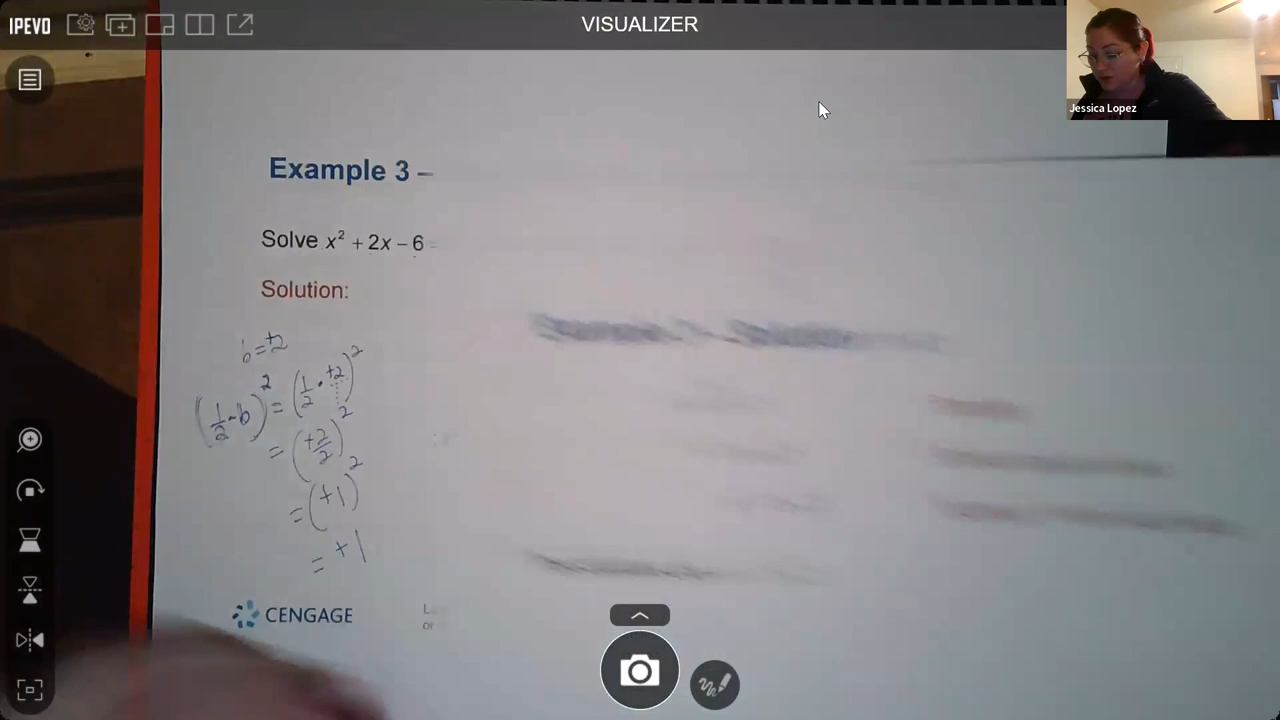 IPEVO
VISUALIZER
Jessica Lopez
Example 3 –
Solve x² + 2x – 6
Solution:
b=+2
(1/2·b)² = (1/2 · +2)²
= (+2/2)²
= (+1)²
= +1
CENGAGE
or